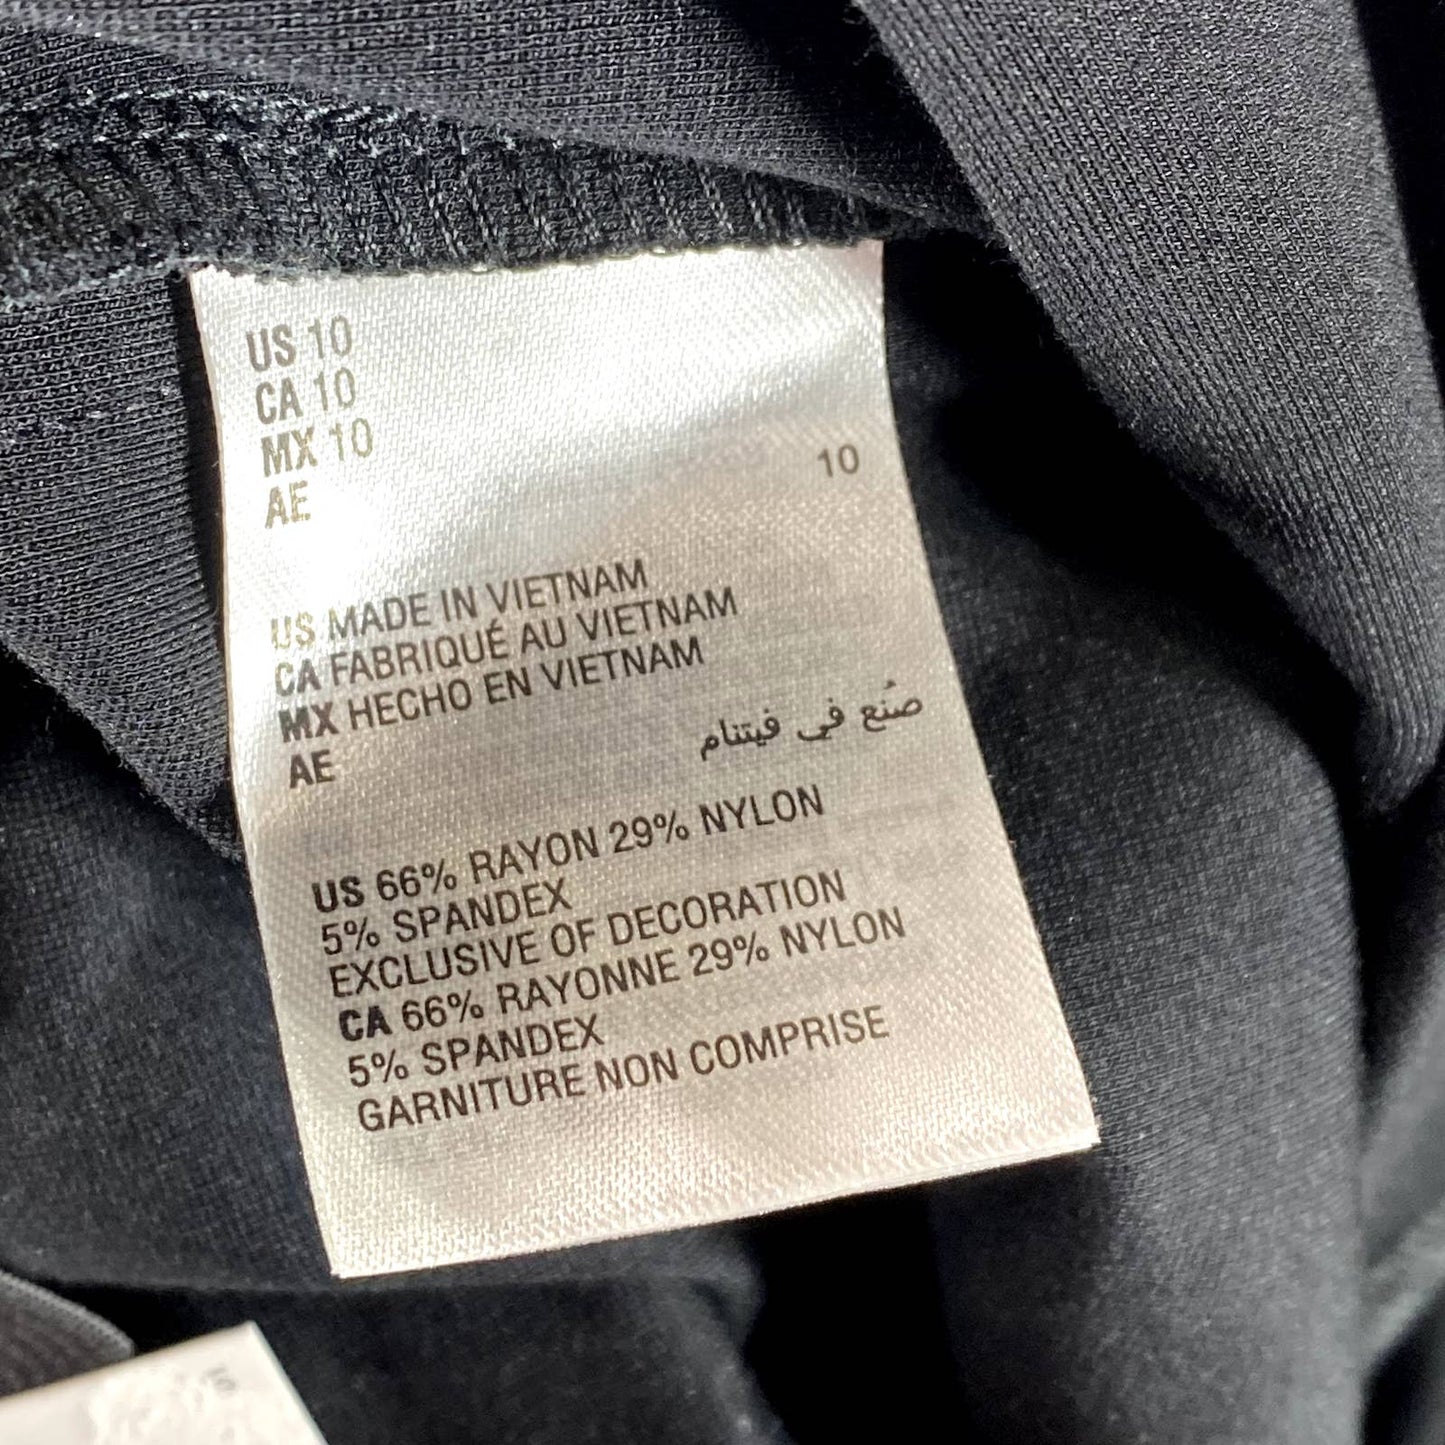 US 10
CA 10
MX 10
AE
10
US MADE IN VIETNAM
CA FABRIQUÉ AU VIETNAM
MX HECHO EN VIETNAM
AE
صُنع في فيتنام
US 66% RAYON 29% NYLON
5% SPANDEX
EXCLUSIVE OF DECORATION
CA 66% RAYONNE 29% NYLON
5% SPANDEX
GARNITURE NON COMPRISE